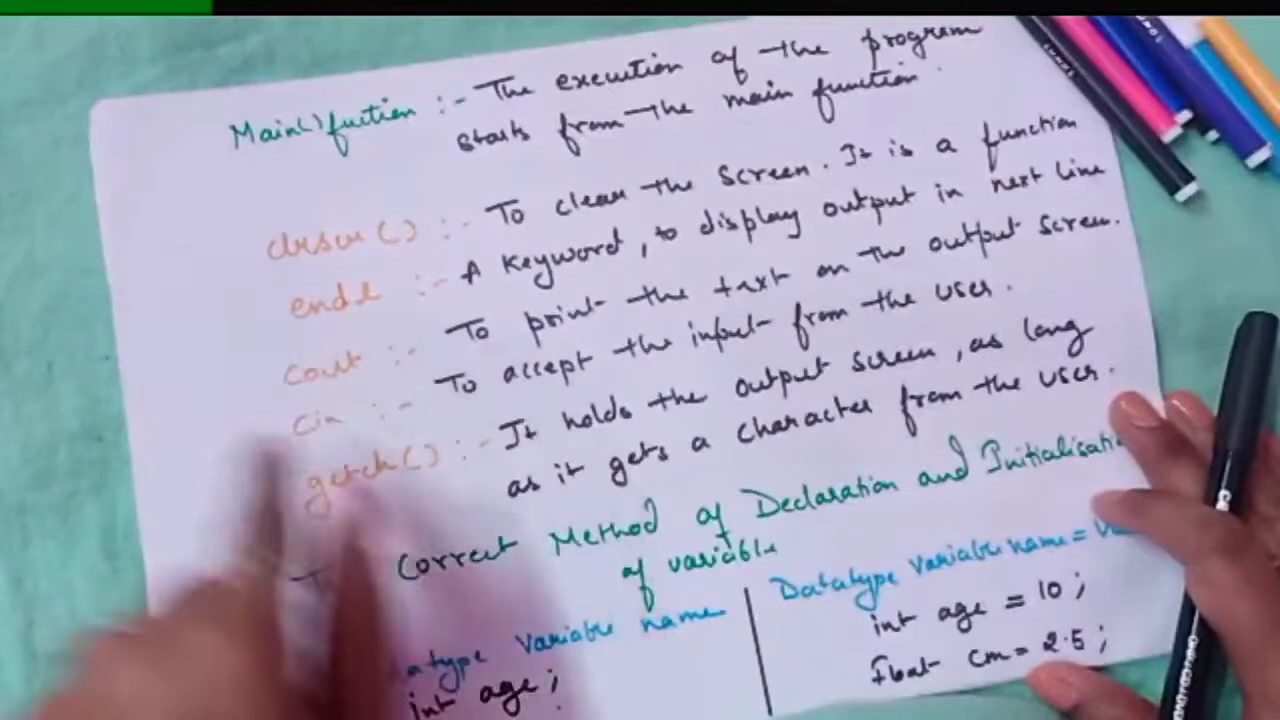 Main() fuction :- The execution of the program
starts from the main function.
clrscr() :- To clear the screen. It is a function
endl :- A keyword, to display output in next line
cout :- To print the text on the output screen.
cin :- To accept the input from the user.
getch() :- It holds the output screen, as long
as it gets a character from the user.
Correct Method of Declaration and Initialisation
of variable
variable name
int age;
Datatype variable name =
int age = 10;
float cm = 2.5;